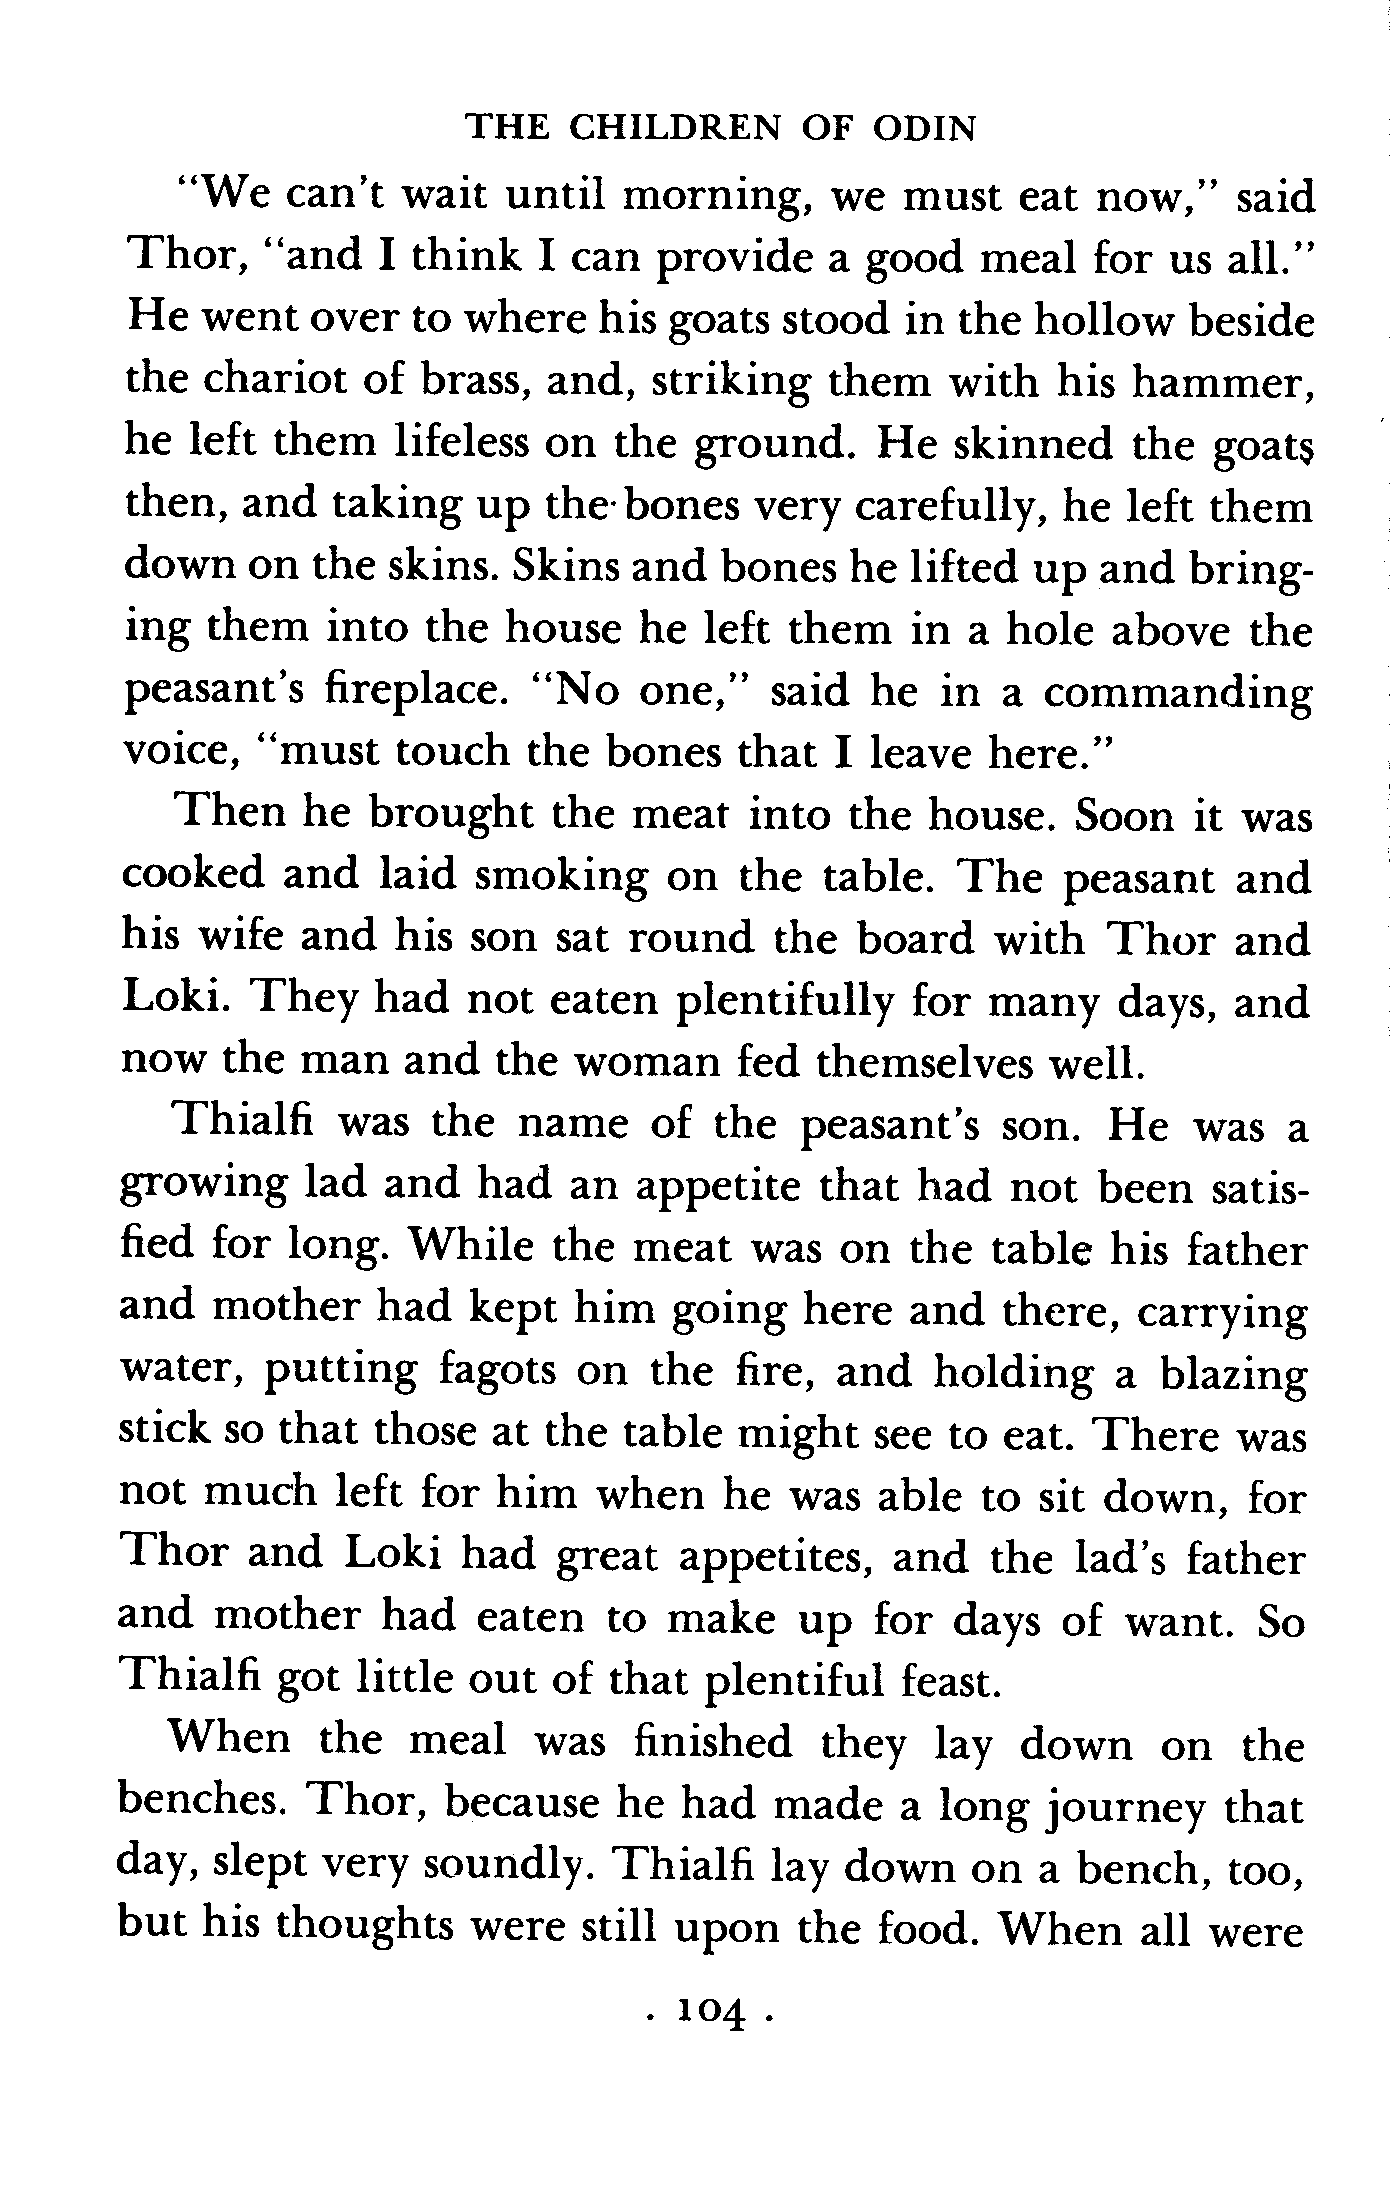 THE CHILDREN OF ODIN
"We can't wait until morning, we must eat now," said
Thor, "and I think I can provide a good meal for us all."
He went over to where his goats stood in the hollow beside
the chariot of brass, and, striking them with his hammer,
he left them lifeless on the ground. He skinned the goats
then, and taking up the bones very carefully, he left them
down on the skins. Skins and bones he lifted up and bring-
ing them into the house he left them in a hole above the
peasant's fireplace. "No one," said he in a commanding
voice, "must touch the bones that I leave here."
Then he brought the meat into the house. Soon it was
cooked and laid smoking on the table. The peasant and
his wife and his son sat round the board with Thor and
Loki. They had not eaten plentifully for many days, and
now the man and the woman fed themselves well.
Thialfi was the name of the peasant's son. He was a
growing lad and had an appetite that had not been satis-
fied for long. While the meat was on the table his father
and mother had kept him going here and there, carrying
water, putting fagots on the fire, and holding a blazing
stick so that those at the table might see to eat. There was
not much left for him when he was able to sit down, for
Thor and Loki had great appetites, and the lad's father
and mother had eaten to make up for days of want. So
Thialfi got little out of that plentiful feast.
When the meal was finished they lay down on the
benches. Thor, because he had made a long journey that
day, slept very soundly. Thialfi lay down on a bench, too,
but his thoughts were still upon the food. When all were
. 104 .